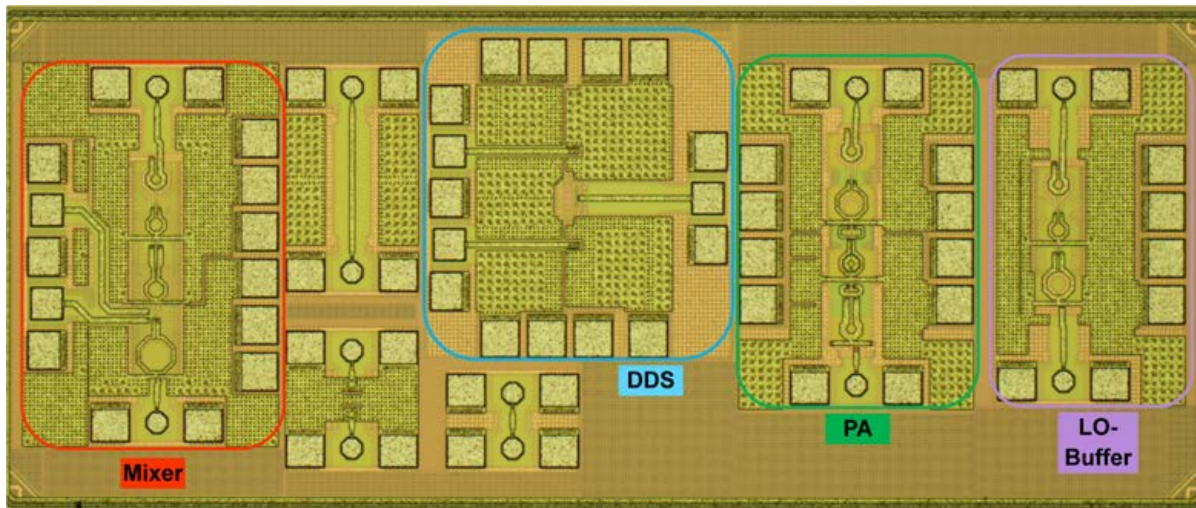 DDS
PA
LO-
Buffer
Mixer